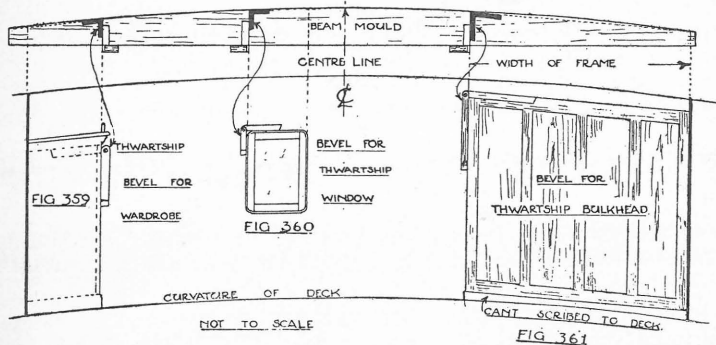 BEAM MOULD
CENTRE LINE
WIDTH OF FRAME
℄
THWARTSHIP
BEVEL FOR
WARDROBE
FIG 359
BEVEL FOR
THWARTSHIP
WINDOW
FIG 360
BEVEL FOR
THWARTSHIP BULKHEAD
CURVATURE OF DECK
NOT TO SCALE
CANT SCRIBED TO DECK.
FIG 361